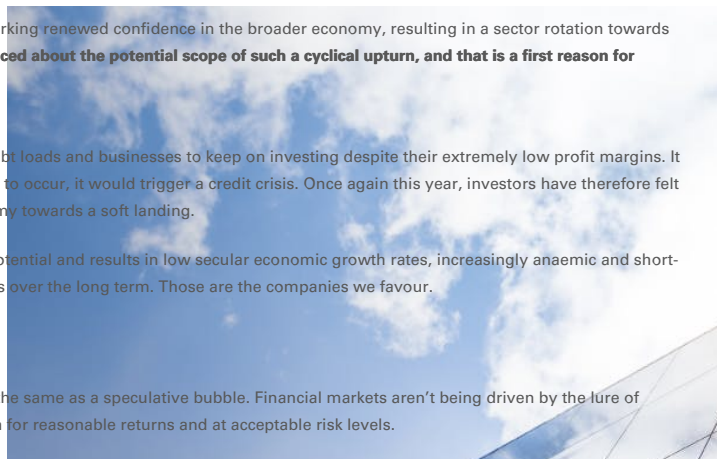 rking renewed confidence in the broader economy, resulting in a sector rotation towards
ced about the potential scope of such a cyclical upturn, and that is a first reason for
bt loads and businesses to keep on investing despite their extremely low profit margins. It
to occur, it would trigger a credit crisis. Once again this year, investors have therefore felt
my towards a soft landing.
otential and results in low secular economic growth rates, increasingly anaemic and short-
s over the long term. Those are the companies we favour.
he same as a speculative bubble. Financial markets aren’t being driven by the lure of
for reasonable returns and at acceptable risk levels.